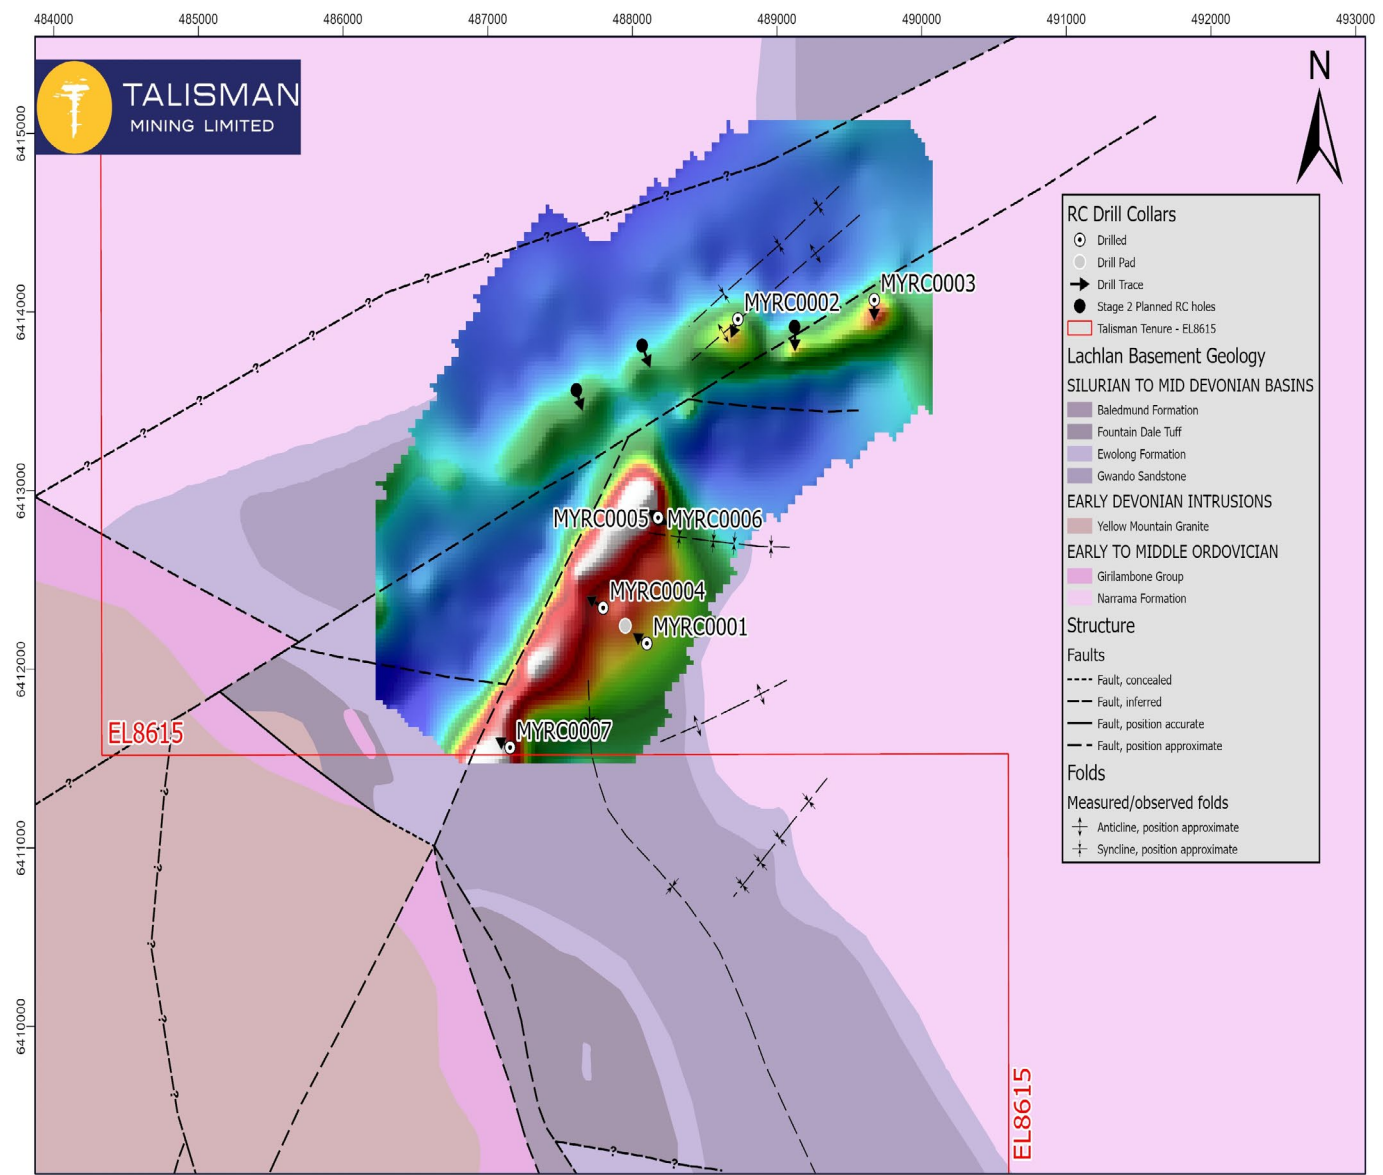 484000 485000 486000 487000 488000 489000 490000 491000 492000 493000
TALISMAN
MINING LIMITED
N
6415000
6414000
6413000
6412000
6411000
6410000
MYRC0003
MYRC0002
MYRC0005
MYRC0006
MYRC0004
MYRC0001
MYRC0007
EL8615
EL8615
? ? ? ? ? ? ? ? ? ? ?
?
? ? ? ? ?
? ?
RC Drill Collars
Drilled
Drill Pad
Drill Trace
Stage 2 Planned RC holes
Talisman Tenure - EL8615
Lachlan Basement Geology
SILURIAN TO MID DEVONIAN BASINS
Baledmund Formation
Fountain Dale Tuff
Ewolong Formation
Gwando Sandstone
EARLY DEVONIAN INTRUSIONS
Yellow Mountain Granite
EARLY TO MIDDLE ORDOVICIAN
Girilambone Group
Narrama Formation
Structure
Faults
Fault, concealed
Fault, inferred
Fault, position accurate
Fault, position approximate
Folds
Measured/observed folds
Anticline, position approximate
Syncline, position approximate